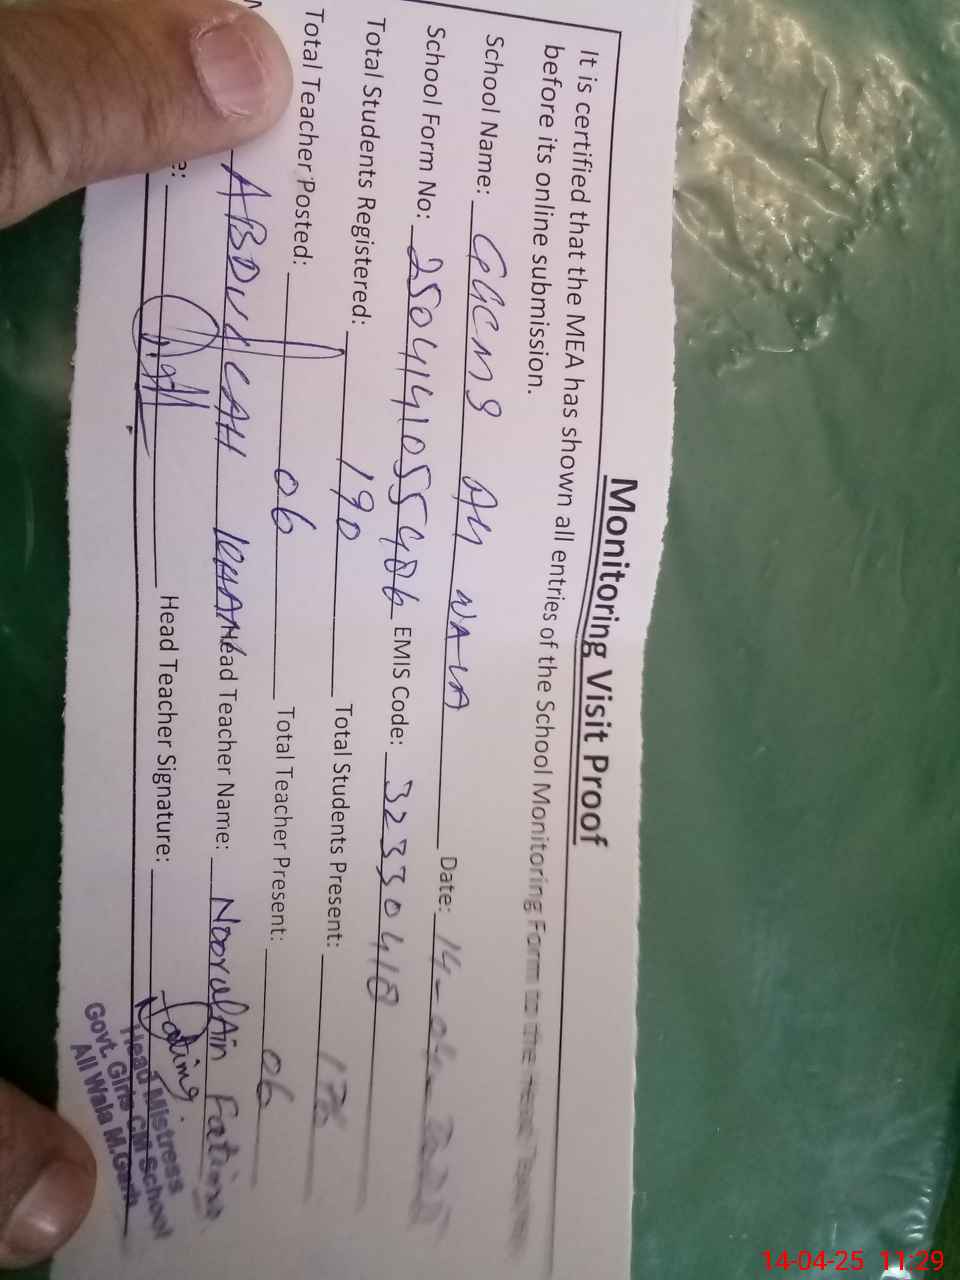 Monitoring Visit Proof
It is certified that the MEA has shown all entries of the School Monitoring Form to the Head Teacher
before its online submission.
School Name: GGCMS Ali WALA Date: 14-04-2025
School Form No: EMIS Code: 32330418
Total Students Registered: 190 Total Students Present: 176
Total Teacher Posted: 06 Total Teacher Present: 06
ABDULLAH KHAN Head Teacher Name: Noorulain Fatima
e: Head Teacher Signature: Fatima
Head Mistress
Govt. Girls CM School
Ali Wala M.Garh
14-04-25 11:29